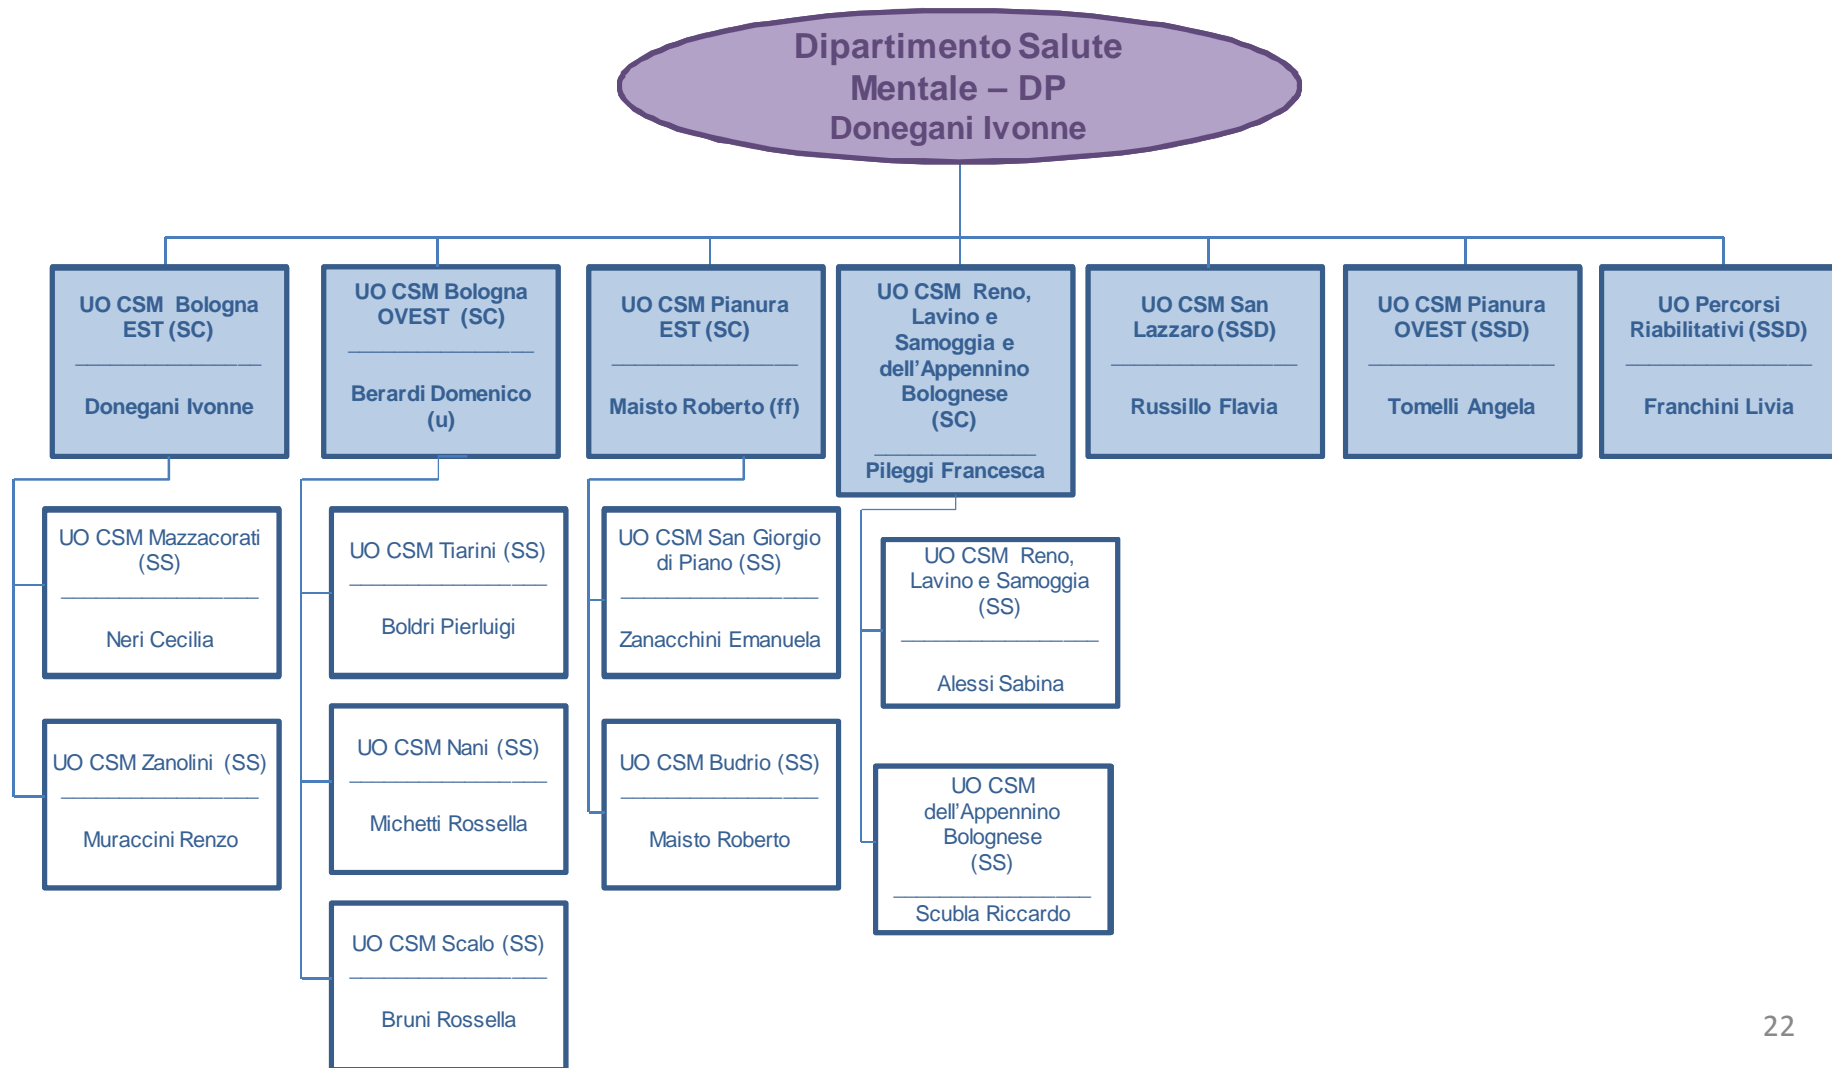 Dipartimento Salute
Mentale – DP
Donegani Ivonne
UO CSM Bologna
EST (SC)
Donegani Ivonne
UO CSM Bologna
OVEST (SC)
Berardi Domenico
(u)
UO CSM Pianura
EST (SC)
Maisto Roberto (ff)
UO CSM Reno,
Lavino e
Samoggia e
dell'Appennino
Bolognese
(SC)
Pileggi Francesca
UO CSM San
Lazzaro (SSD)
Russillo Flavia
UO CSM Pianura
OVEST (SSD)
Tomelli Angela
UO Percorsi
Riabilitativi (SSD)
Franchini Livia
UO CSM Mazzacorati
(SS)
Neri Cecilia
UO CSM Zanolini (SS)
Muraccini Renzo
UO CSM Tiarini (SS)
Boldri Pierluigi
UO CSM Nani (SS)
Michetti Rossella
UO CSM Scalo (SS)
Bruni Rossella
UO CSM San Giorgio
di Piano (SS)
Zanacchini Emanuela
UO CSM Budrio (SS)
Maisto Roberto
UO CSM Reno,
Lavino e Samoggia
(SS)
Alessi Sabina
UO CSM
dell'Appennino
Bolognese
(SS)
Scubla Riccardo
22